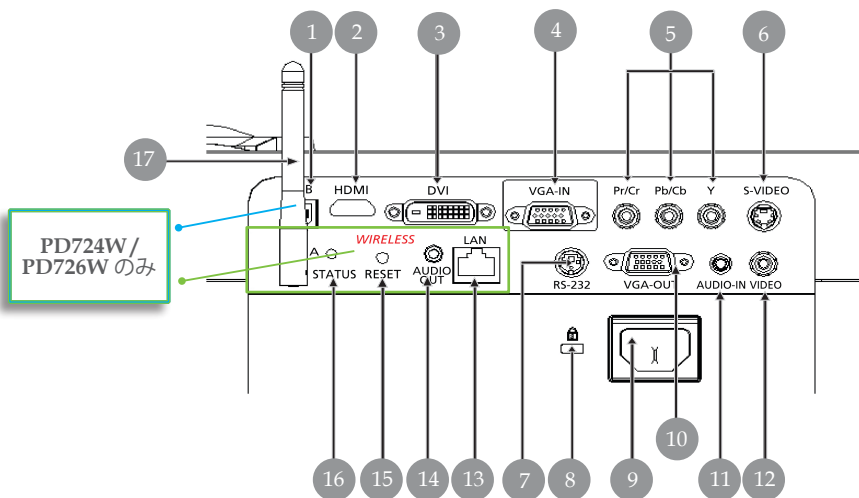 1 2 3 4 5 6
17
B HDMI DVI VGA-IN Pr/Cr Pb/Cb Y S-VIDEO
PD724W /
PD726W のみ
WIRELESS LAN
A
STATUS RESET AUDIO OUT RS-232 VGA-OUT AUDIO-IN VIDEO
10
16 15 14 13 7 8 9 11 12